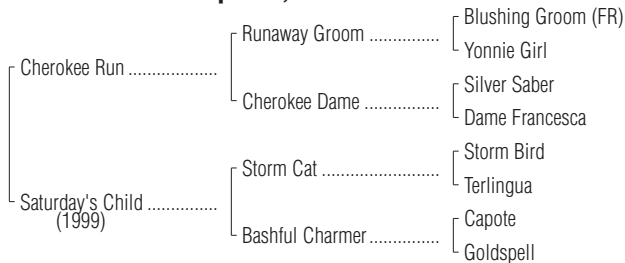 Blushing Groom (FR)
Runaway Groom ...............
Yonnie Girl
Cherokee Run ...................
Silver Saber
Cherokee Dame ................
Dame Francesca
Storm Bird
Storm Cat .........................
Terlingua
Saturday's Child ...............
(1999)
Capote
Bashful Charmer...............
Goldspell